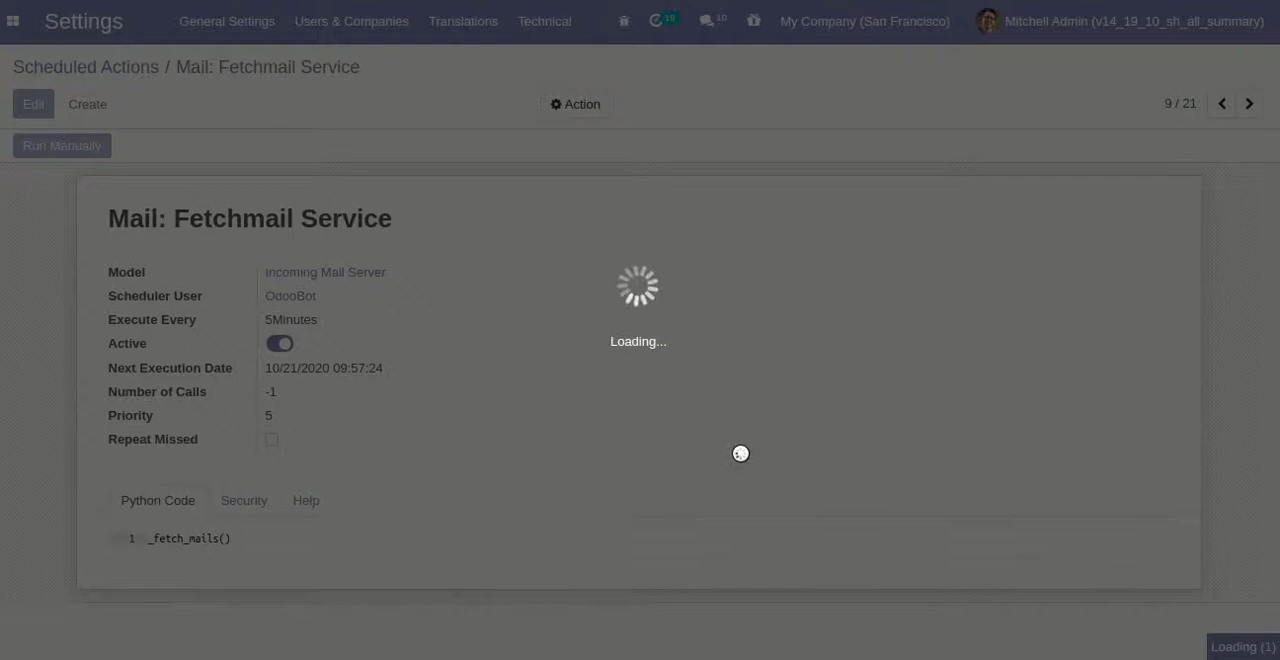 Settings General Settings Users & Companies Translations Technical 19 10 My Company (San Francisco) Mitchell Admin (v14_19_10_sh_all_summary)
Scheduled Actions / Mail: Fetchmail Service
Edit Create Action 9 / 21
Run Manually
Mail: Fetchmail Service
Model Incoming Mail Server
Scheduler User OdooBot
Execute Every 5Minutes
Loading...
Active
Next Execution Date 10/21/2020 09:57:24
Number of Calls -1
Priority 5
Repeat Missed
Python Code Security Help
1 _fetch_mails()
Loading (1)